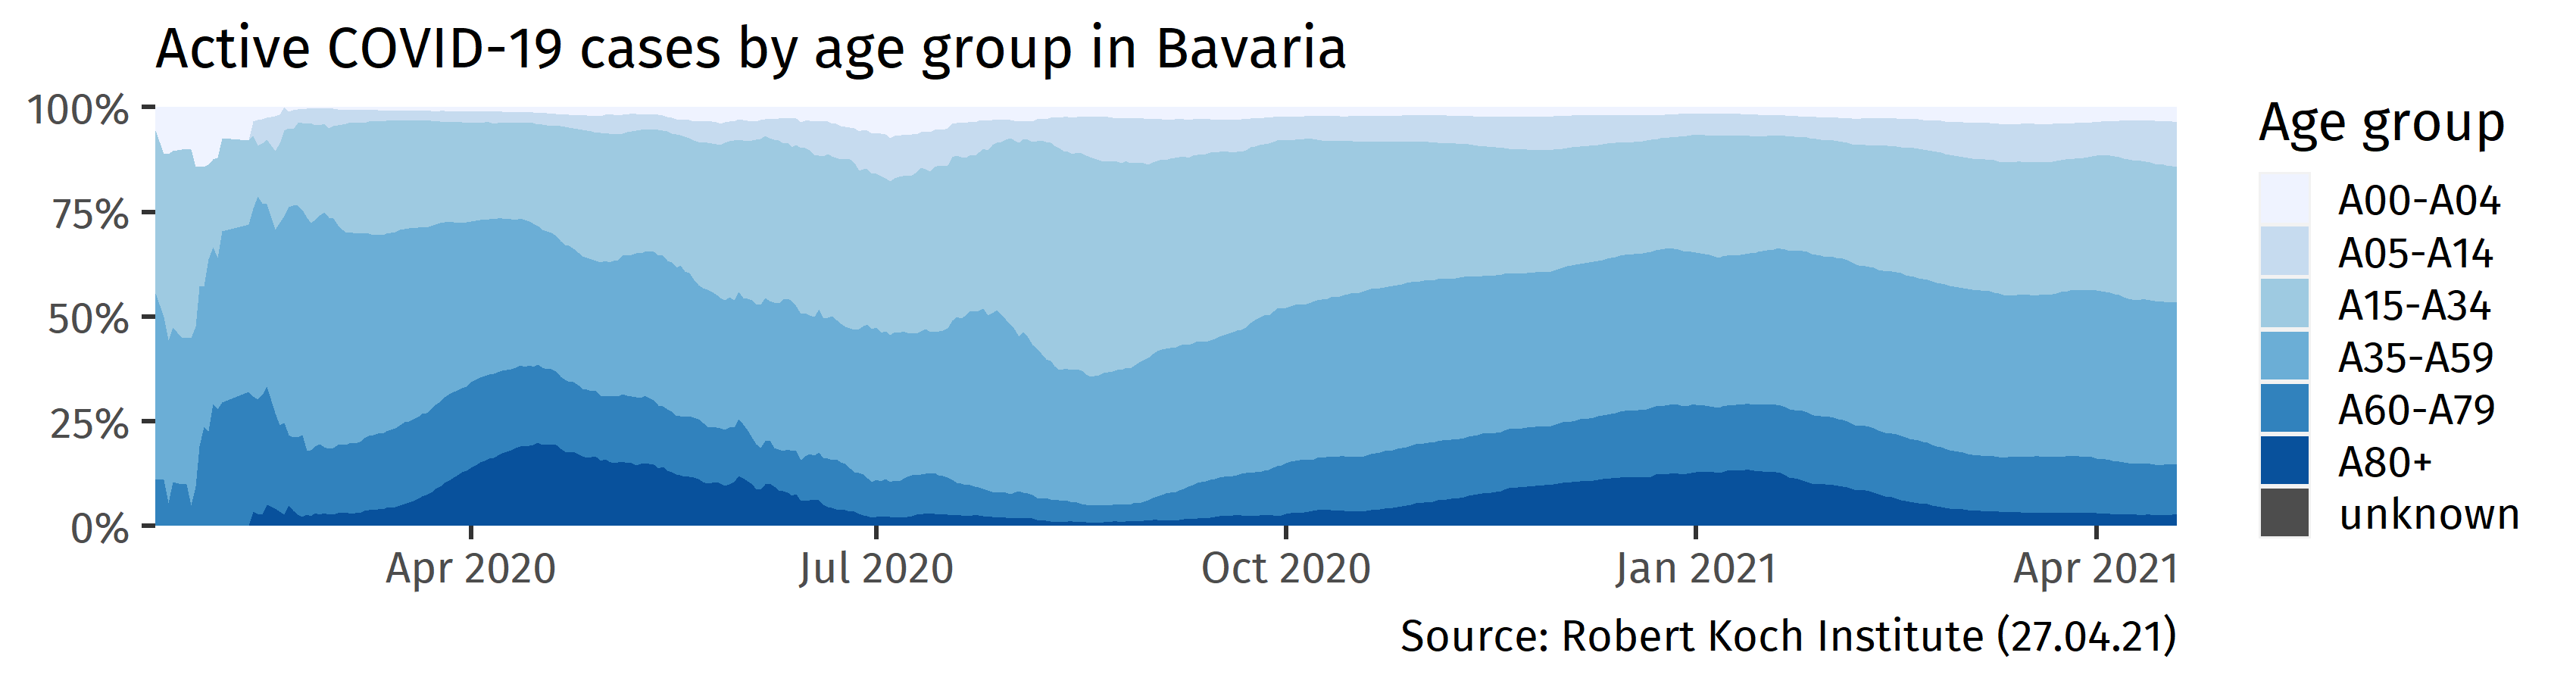 Active COVID-19 cases by age group in Bavaria
100%
75%
50%
25%
0%
Apr 2020
Jul 2020
Oct 2020
Jan 2021
Apr 2021
Source: Robert Koch Institute (27.04.21)
Age group
A00-A04
A05-A14
A15-A34
A35-A59
A60-A79
A80+
unknown